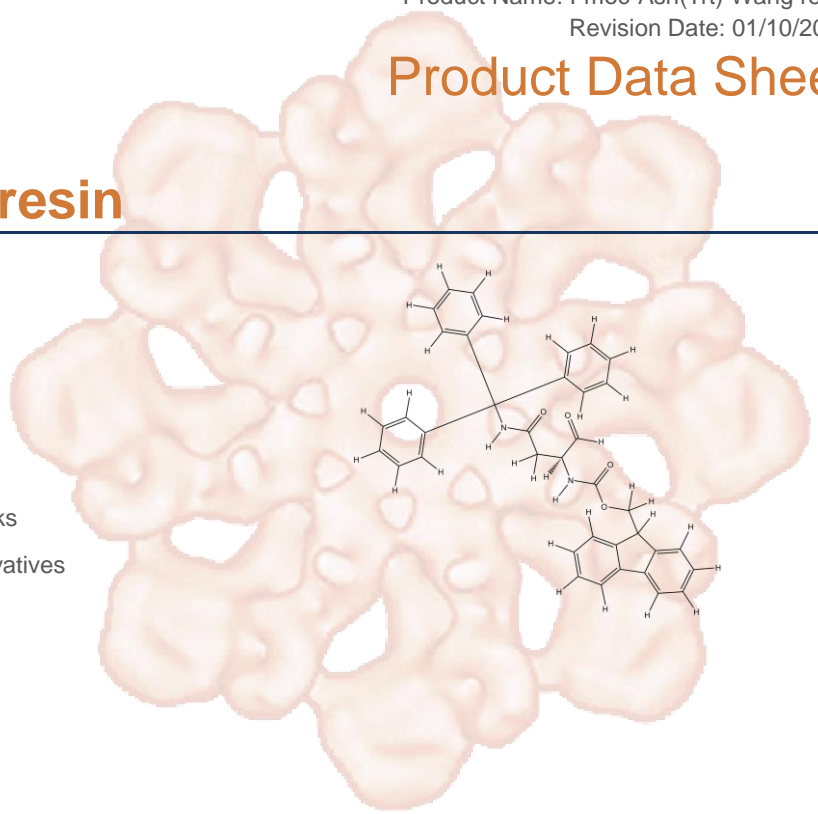 Revision Date: 01/10/20
Product Data Shee
resin
ks
vatives